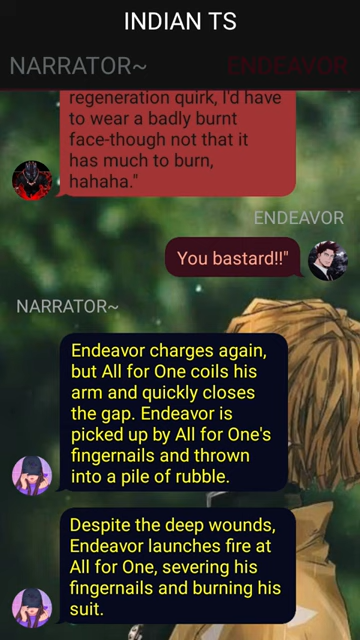 INDIAN TS
NARRATOR~
ENDEAVOR
regeneration quirk, I'd have
to wear a badly burnt
face-though not that it
has much to burn,
hahaha."
ENDEAVOR
You bastard!!"
NARRATOR~
Endeavor charges again,
but All for One coils his
arm and quickly closes
the gap. Endeavor is
picked up by All for One's
fingernails and thrown
into a pile of rubble.
Despite the deep wounds,
Endeavor launches fire at
All for One, severing his
fingernails and burning his
suit.